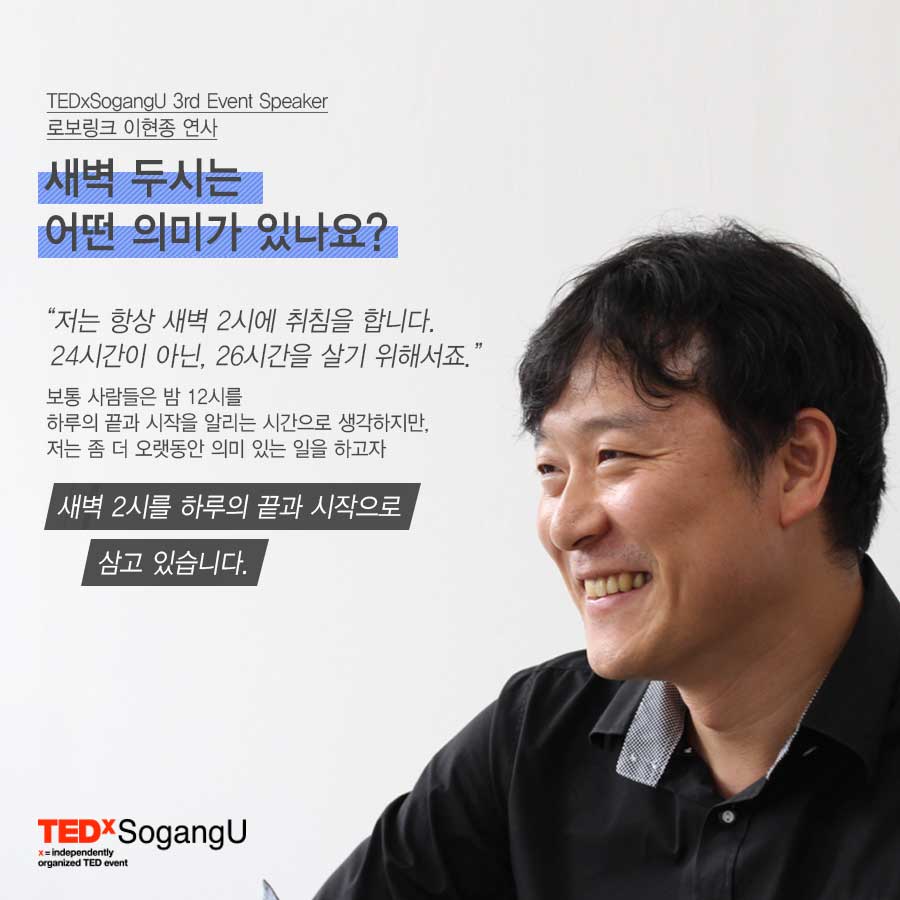 TEDxSogangU 3rd Event Speaker
로보링크 이현종 연사
새벽 두시는
어떤 의미가 있나요?
“저는 항상 새벽 2시에 취침을 합니다.
24시간이 아닌, 26시간을 살기 위해서죠.”
보통 사람들은 밤 12시를
하루의 끝과 시작을 알리는 시간으로 생각하지만,
저는 좀 더 오랫동안 의미 있는 일을 하고자
새벽 2시를 하루의 끝과 시작으로
삼고 있습니다.
TEDxSogangU
x = independently
organized TED event